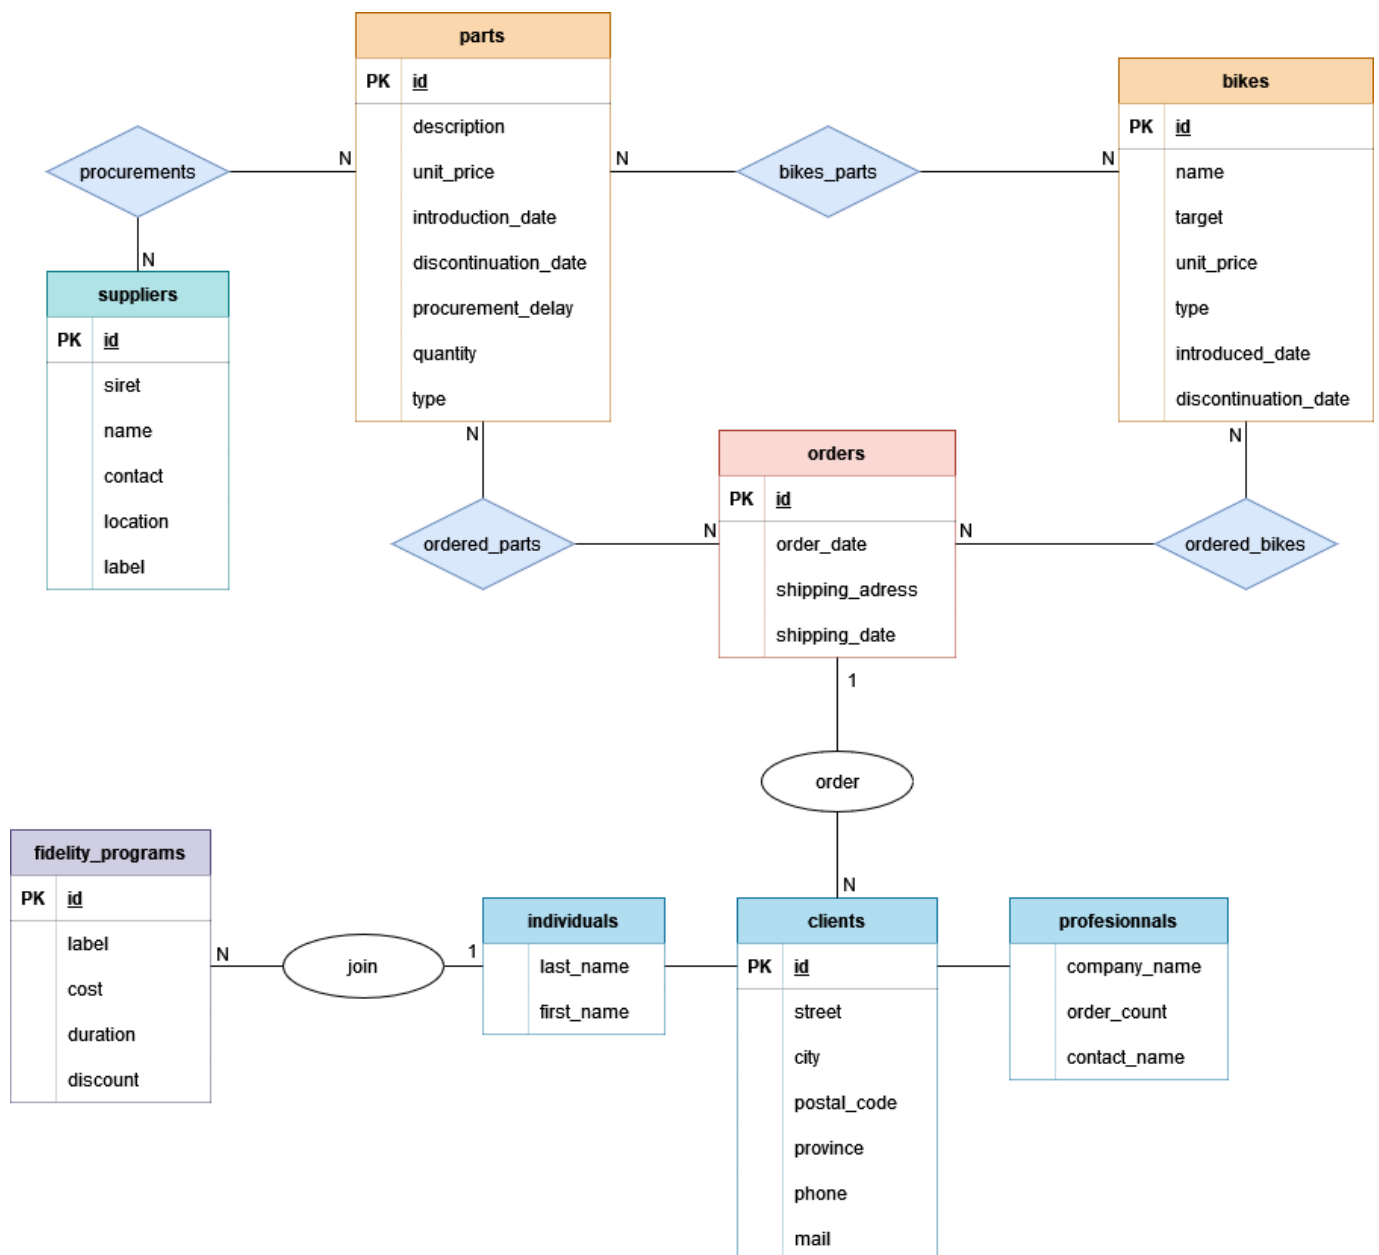 parts
PK id
description
unit_price
introduction_date
discontinuation_date
procurement_delay
quantity
type
bikes
PK id
name
target
unit_price
type
introduced_date
discontinuation_date
procurements
N
N
bikes_parts
N
N
suppliers
PK id
siret
name
contact
location
label
N
ordered_parts
N
orders
PK id
order_date
shipping_adress
shipping_date
N
N
ordered_bikes
1
order
N
fidelity_programs
PK id
label
cost
duration
discount
N
join
1
individuals
last_name
first_name
clients
PK id
street
city
postal_code
province
phone
mail
profesionnals
company_name
order_count
contact_name